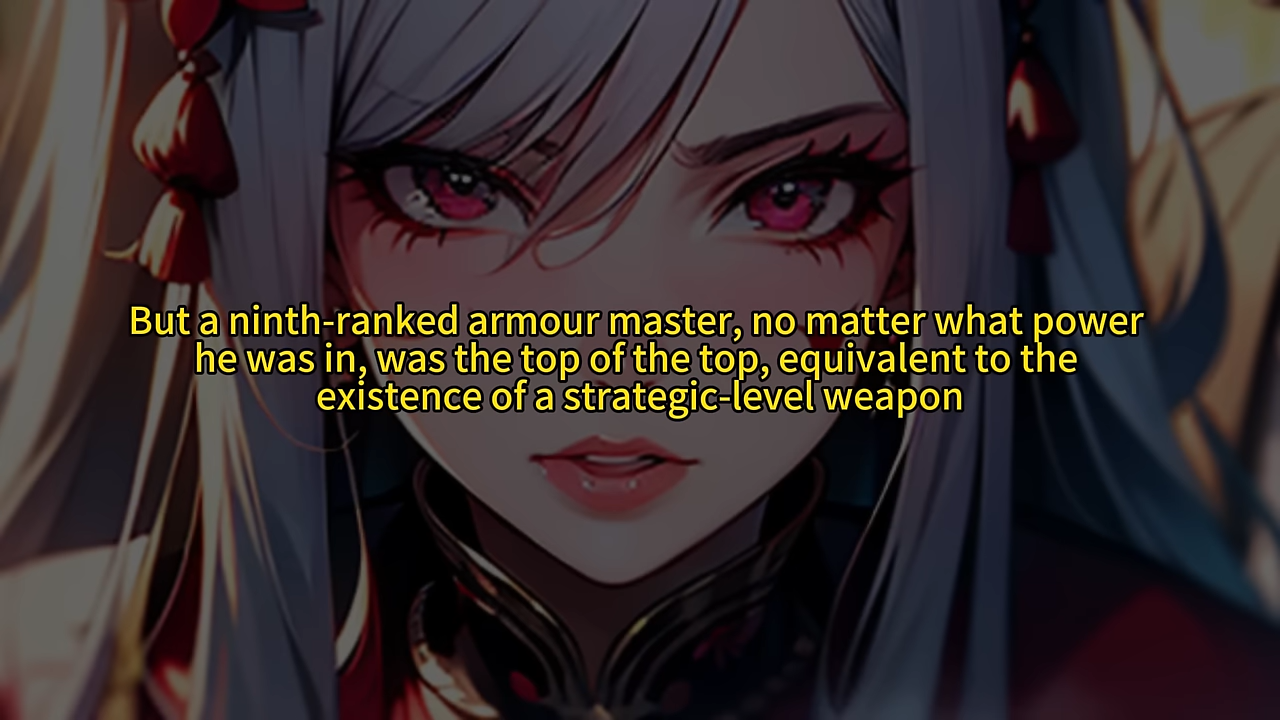 But a ninth-ranked armour master, no matter what power
he was in, was the top of the top, equivalent to the
existence of a strategic-level weapon